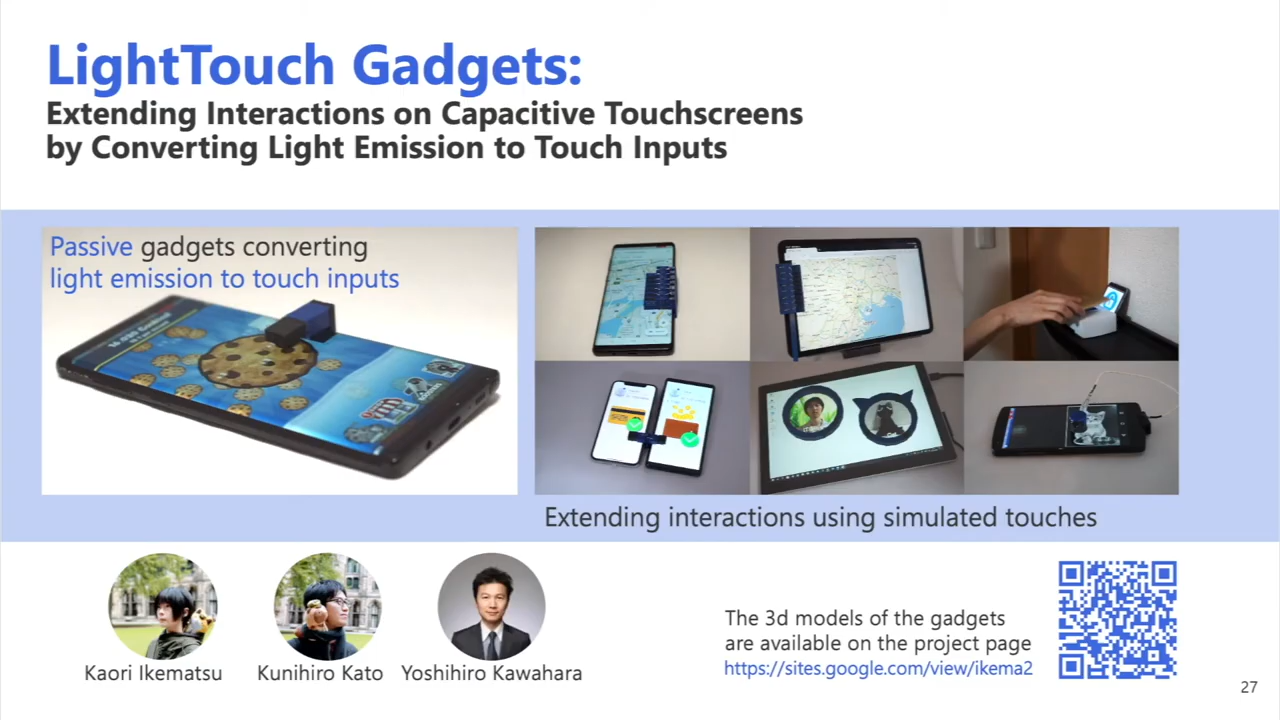 LightTouch Gadgets:
Extending Interactions on Capacitive Touchscreens
by Converting Light Emission to Touch Inputs
Passive gadgets converting
light emission to touch inputs
Extending interactions using simulated touches
Kaori Ikematsu
Kunihiro Kato
Yoshihiro Kawahara
The 3d models of the gadgets
are available on the project page
https://sites.google.com/view/ikema2
27